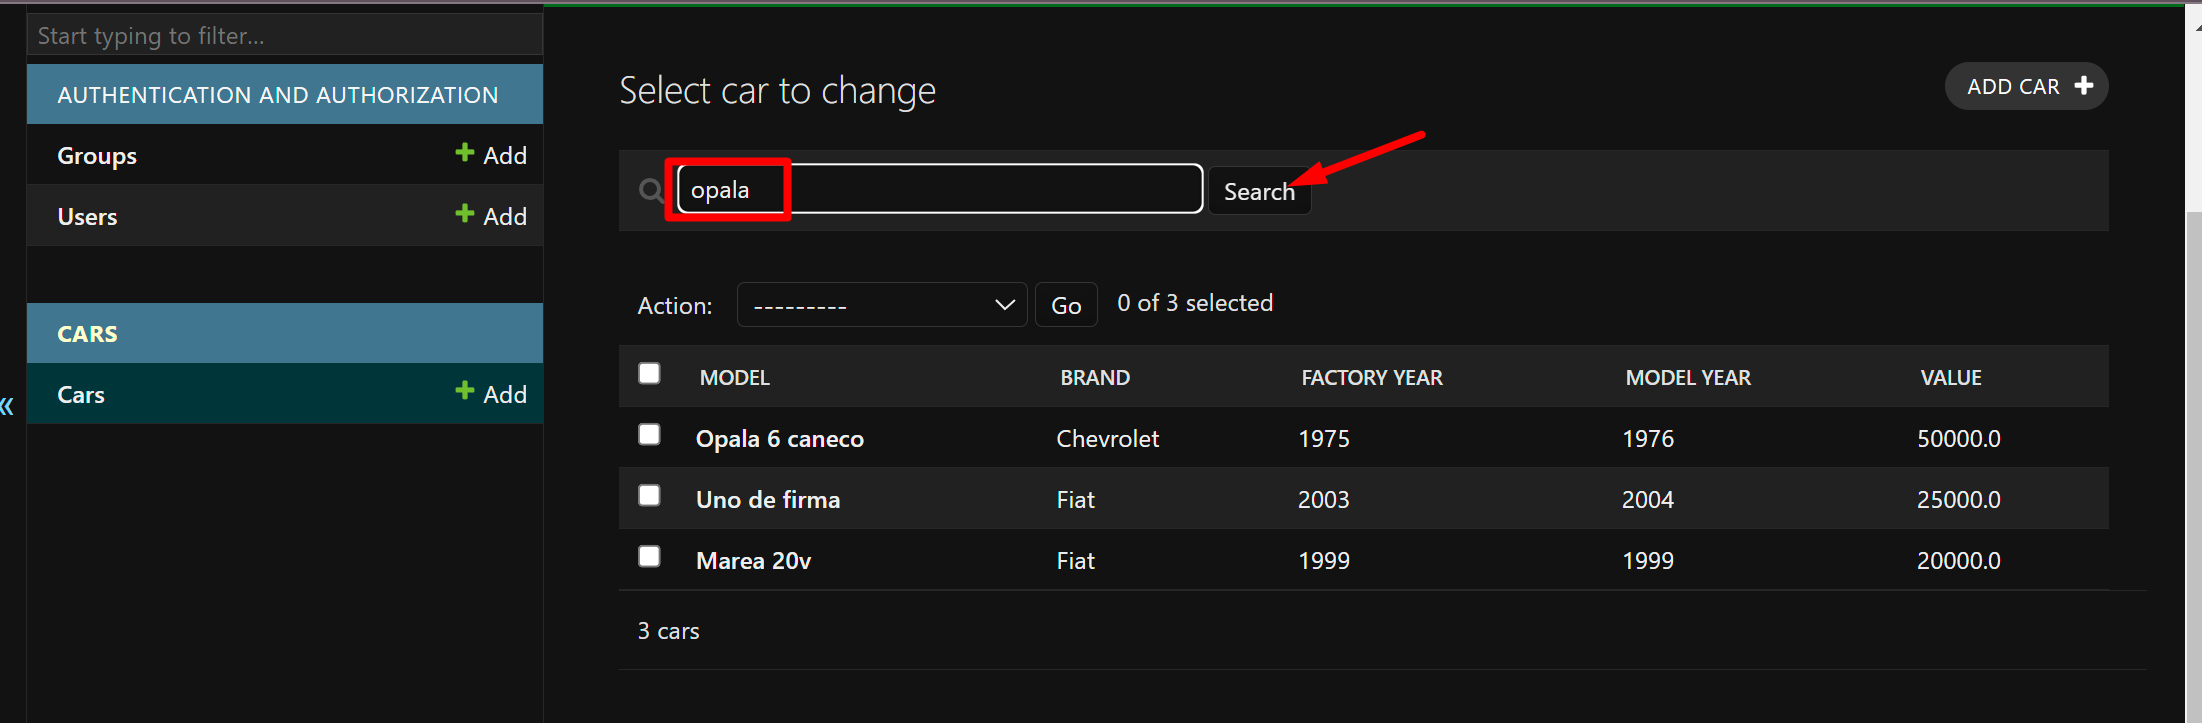 Start typing to filter...
AUTHENTICATION AND AUTHORIZATION
Groups Add
Users Add
CARS
Cars Add
«
Select car to change
ADD CAR
opala Search
Action: --------- Go 0 of 3 selected
MODEL BRAND FACTORY YEAR MODEL YEAR VALUE
Opala 6 caneco Chevrolet 1975 1976 50000.0
Uno de firma Fiat 2003 2004 25000.0
Marea 20v Fiat 1999 1999 20000.0
3 cars